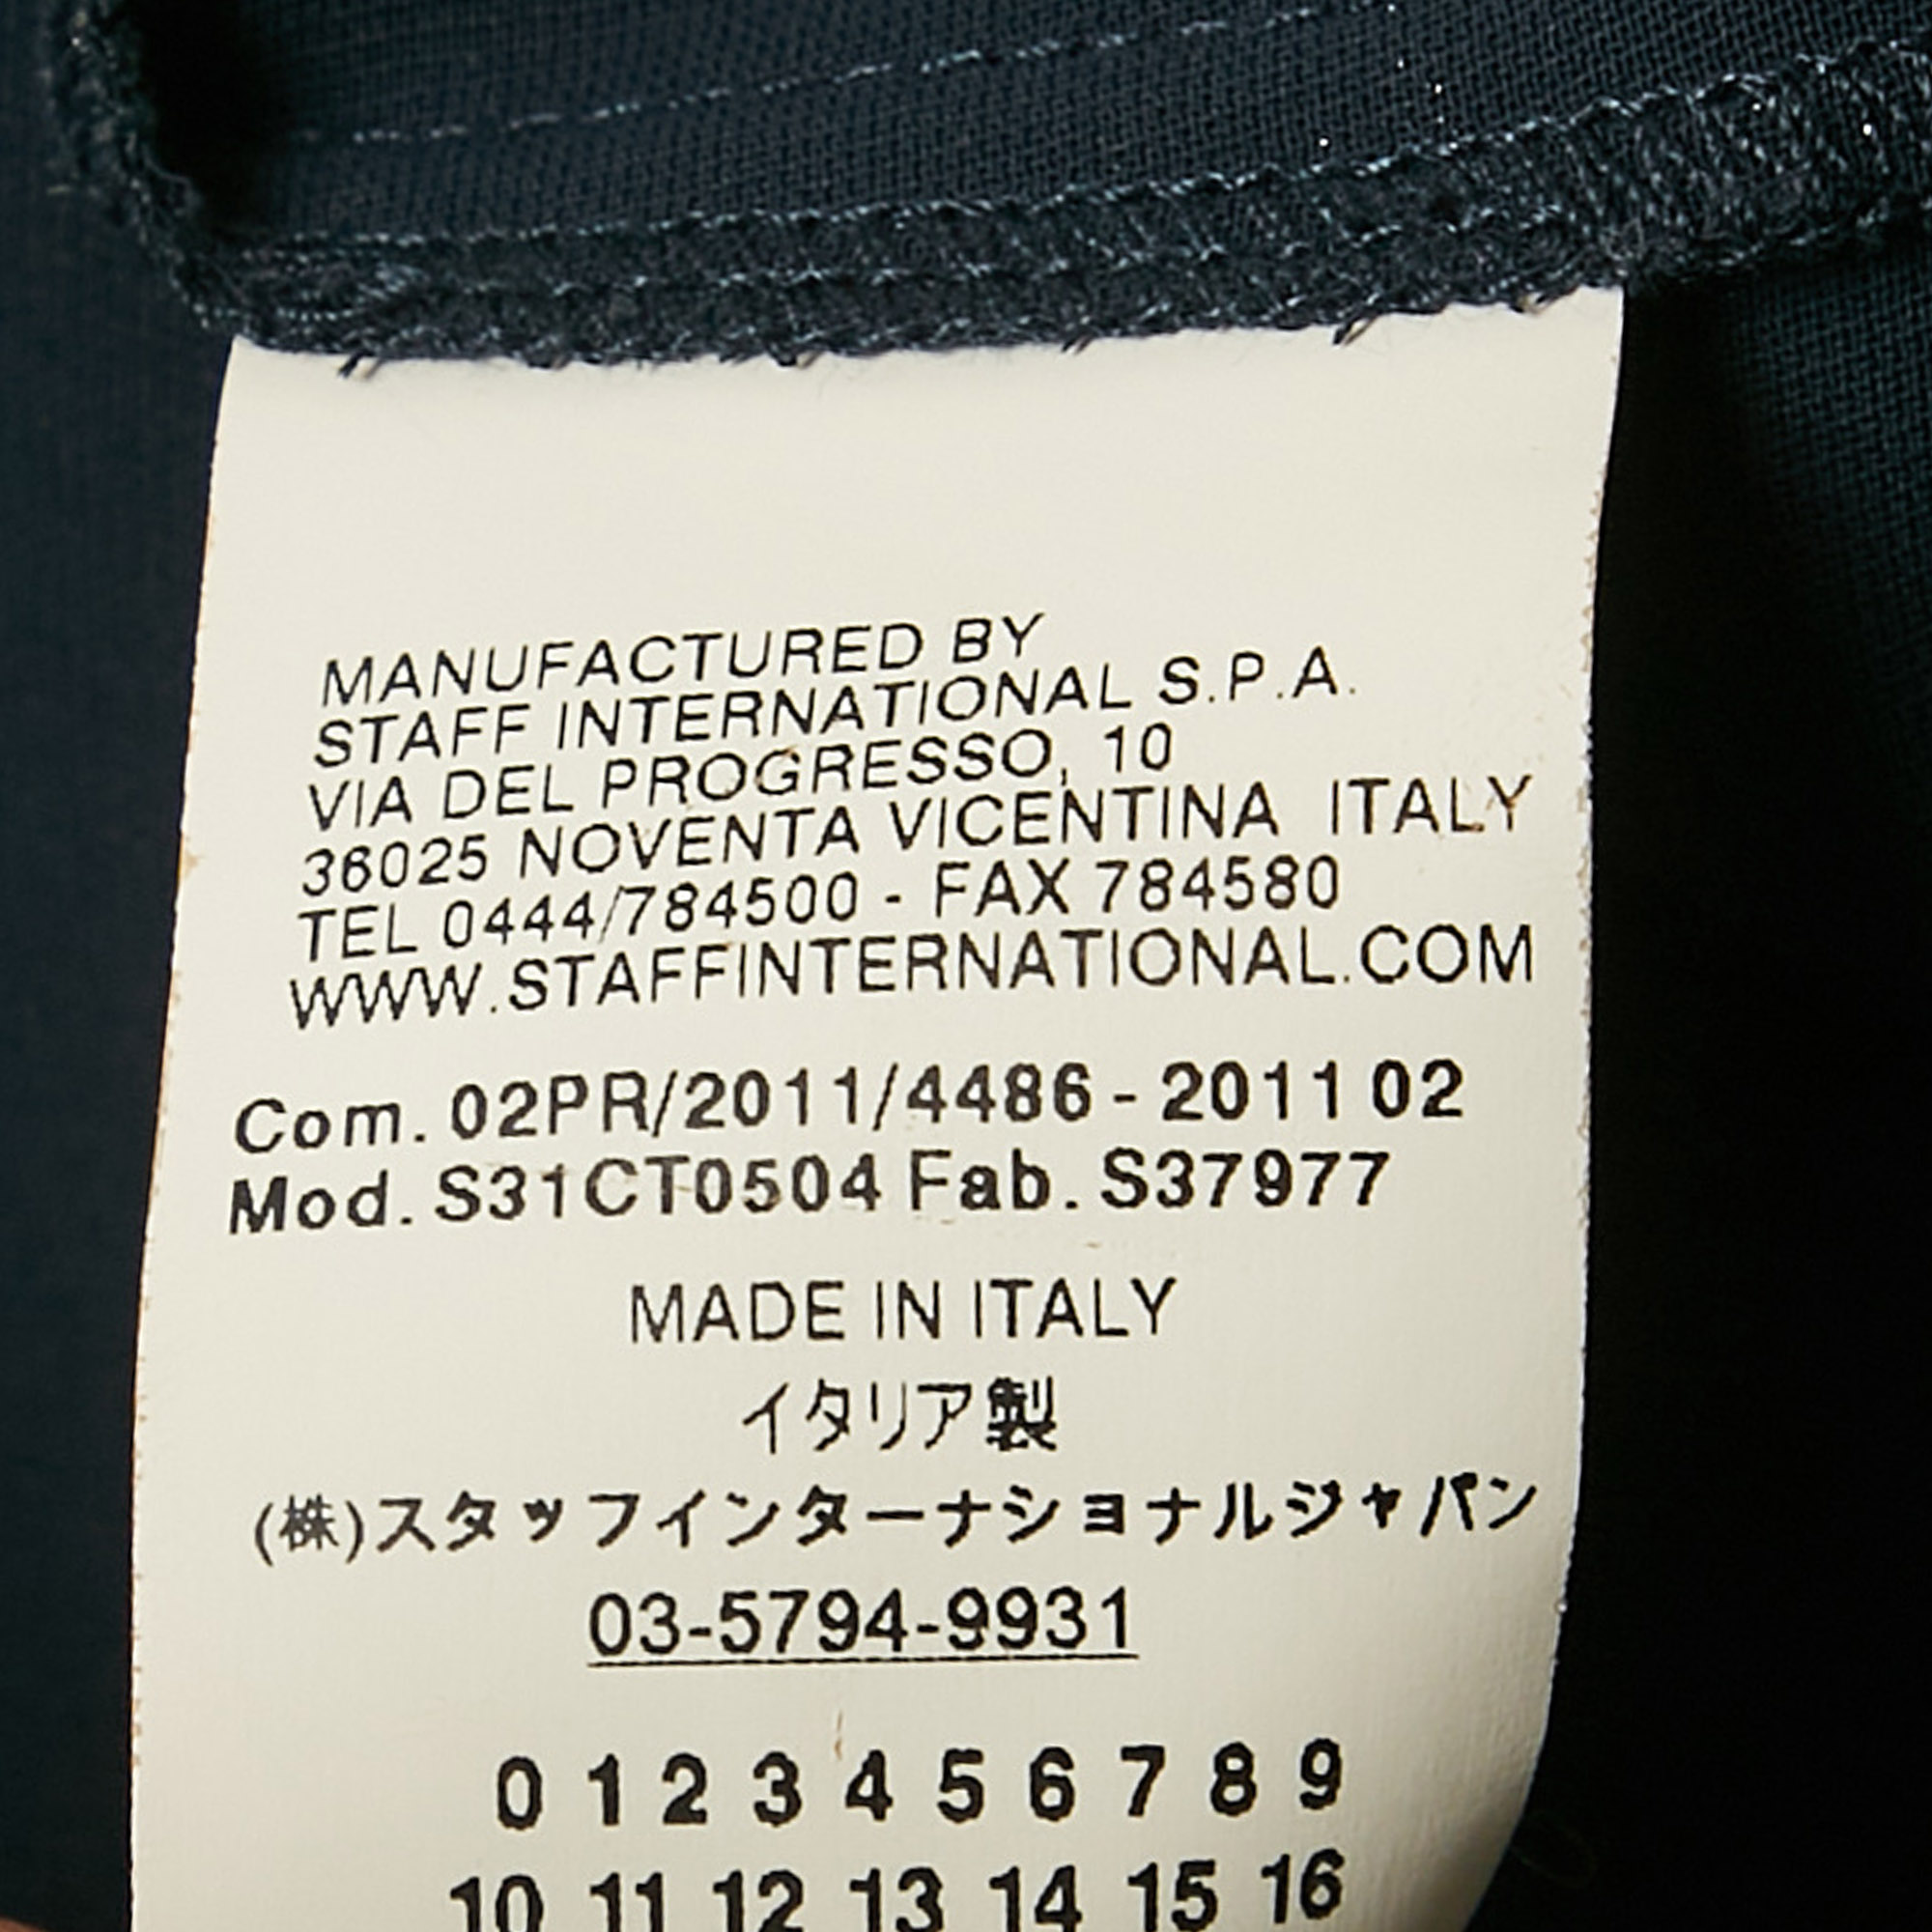 MANUFACTURED BY
STAFF INTERNATIONAL S.P.A.
VIA DEL PROGRESSO, 10
36025 NOVENTA VICENTINA ITALY
TEL 0444/784500 - FAX 784580
WWW.STAFFINTERNATIONAL.COM
Com. 02PR/2011/4486 - 2011 02
Mod. S31CT0504 Fab. S37977
MADE IN ITALY
イタリア製
(株)スタッフインターナショナルジャパン
03-5794-9931
0 1 2 3 4 5 6 7 8 9
10 11 12 13 14 15 16